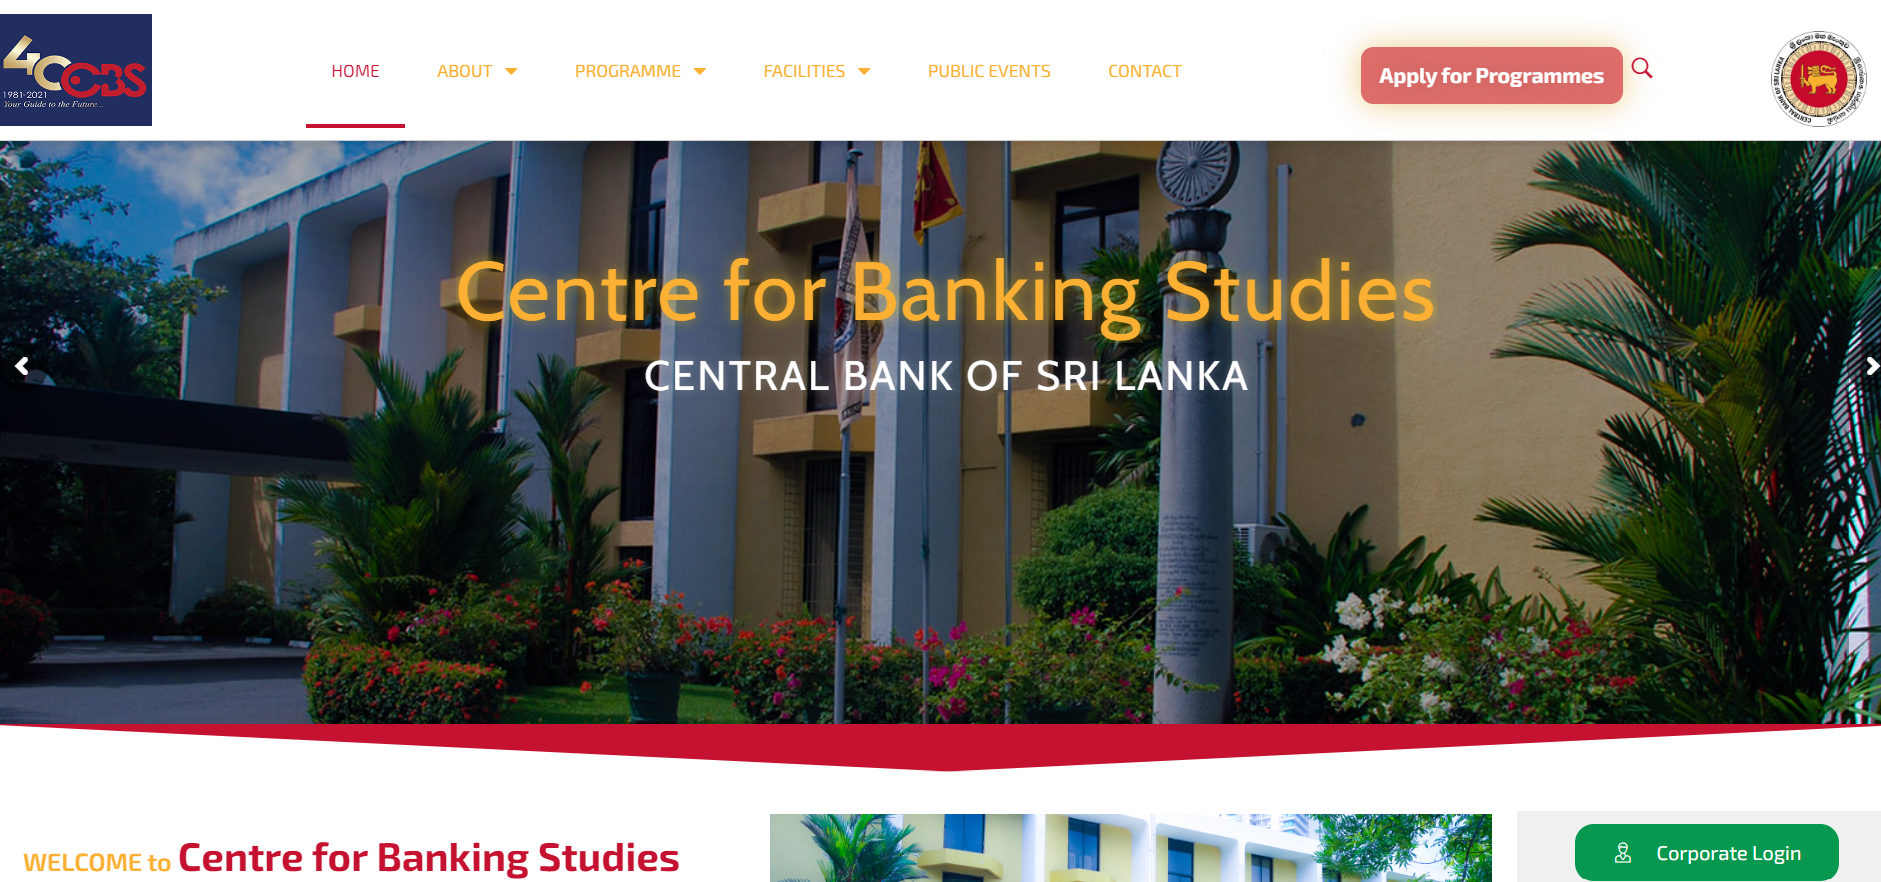 40 CBS
1981-2021
Your Guide to the Future...
HOME
ABOUT
PROGRAMME
FACILITIES
PUBLIC EVENTS
CONTACT
Apply for Programmes
CENTRAL BANK OF SRI LANKA
Centre for Banking Studies
CENTRAL BANK OF SRI LANKA
WELCOME to Centre for Banking Studies
Corporate Login